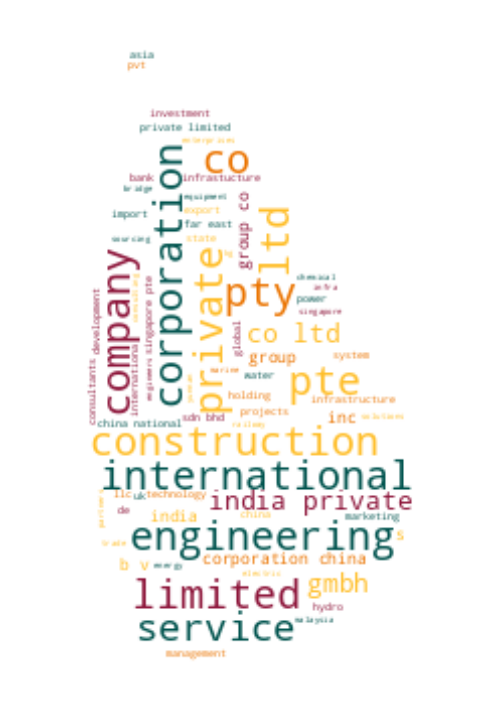 asia
pvt
investment
private limited
enterprises
corporation
co
bank
infrastucture
bridge
equipment
group co
import
export
ltd
far east
sourcing
state
company
private
pty
chemical
infra
power
singapore
development
international
singapore pte
engineers
consultants
global
co ltd
group
system
marine
water
pte
holding
infrastructure
projects
inc
solutions
sdn bhd
china national
railway
construction
international
llc
uk
technology
india private
de
india
china
marketing
partners
engineering
s
trade
corporation china
b v
energy
electric
gmbh
limited
hydro
service
malaysia
management